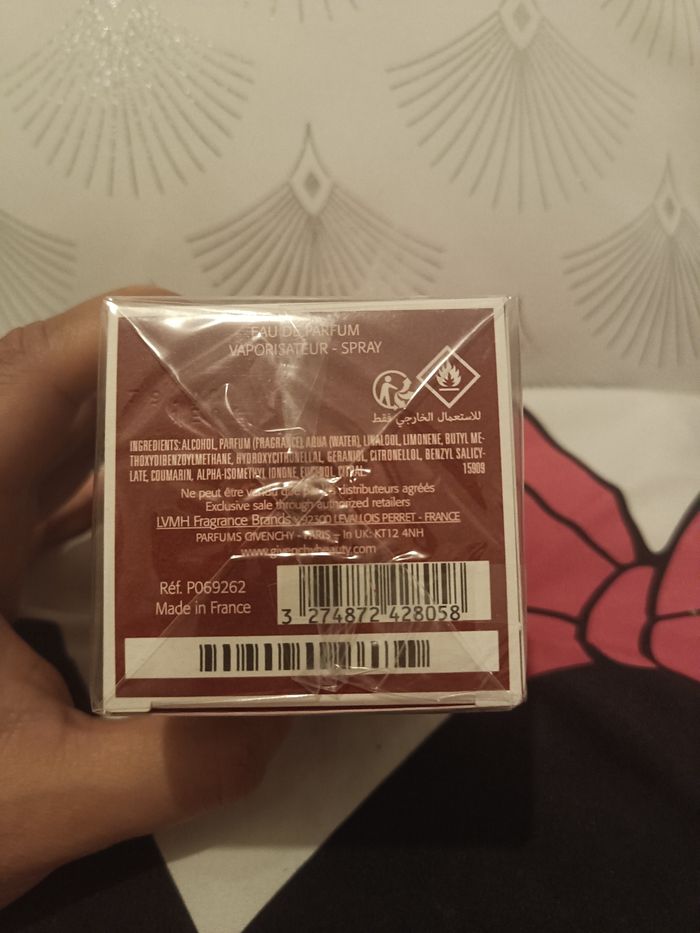 EAU DE PARFUM
VAPORISATEUR - SPRAY
للاستعمال الخارجي فقط
INGREDIENTS: ALCOHOL, PARFUM (FRAGRANCE) AQUA (WATER), LINALOOL, LIMONENE, BUTYL ME-
THOXYDIBENZOYLMETHANE, HYDROXYCITRONELLAL, GERANIOL, CITRONELLOL, BENZYL SALICY-
LATE, COUMARIN, ALPHA-ISOMETHYL IONONE EUGENOL, CITRAL. 15909
Ne peut être vendu que par les distributeurs agréés
Exclusive sale through authorized retailers
LVMH Fragrance Brands - 92300 LEVALLOIS PERRET - FRANCE
PARFUMS GIVENCHY - PARIS – In UK: KT12 4NH
www.givenchybeauty.com
Réf. P069262
Made in France
3 274872 428058